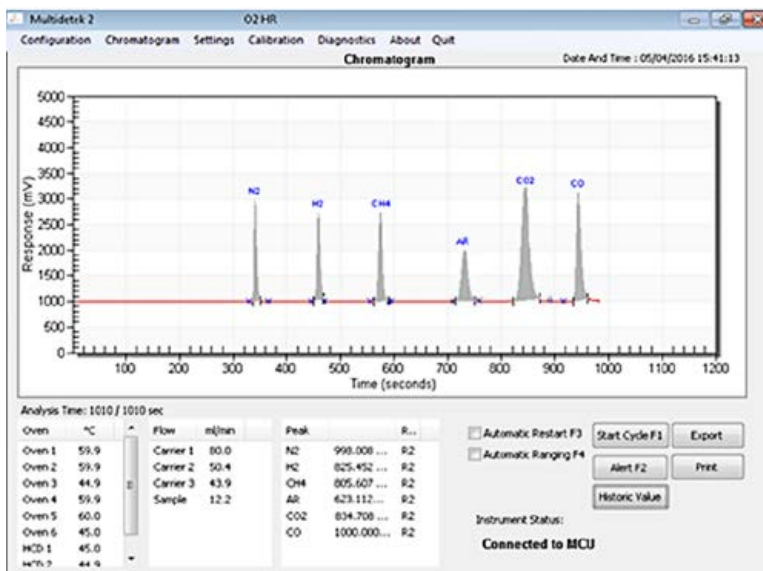 Multidetek 2 O2 HR
Configuration Chromatogram Settings Calibration Diagnostics About Quit
Chromatogram Date And Time : 05/04/2016 15:41:13
5000
4500
4000
3500
3000
2500
2000
1500
1000
500
0
Response (mV)
N2 H2 CH4 AR CO2 CO
100 200 300 400 500 600 700 800 900 1000 1100 1200
Time (seconds)
Analysis Time: 1010 / 1010 sec
Oven °C
Oven 1 59.9
Oven 2 59.9
Oven 3 44.9
Oven 4 59.9
Oven 5 60.0
Oven 6 45.0
HCD 1 45.0
HCD 2 44.9
Flow ml/min
Carrier 1 80.0
Carrier 2 50.4
Carrier 3 43.9
Sample 12.2
Peak R...
N2 998.008 ... R2
H2 825.452 ... R2
CH4 805.607 ... R2
AR 623.112... R2
CO2 834.708 ... R2
CO 1000.000... R2
Automatic Restart F3
Automatic Ranging F4
Start Cycle F1 Export
Alert F2 Print
Historic Value
Instrument Status:
Connected to MCU